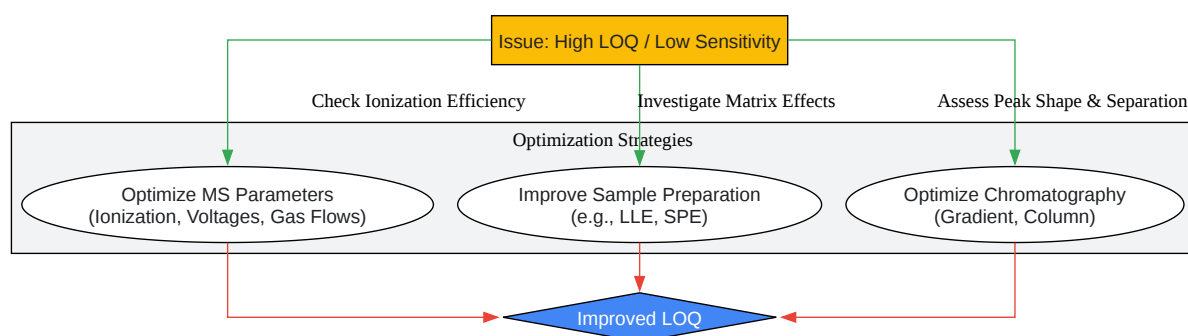 Issue: High LOQ / Low Sensitivity
Check Ionization Efficiency
Investigate Matrix Effects
Assess Peak Shape & Separation
Optimization Strategies
Optimize MS Parameters
(Ionization, Voltages, Gas Flows)
Improve Sample Preparation
(e.g., LLE, SPE)
Optimize Chromatography
(Gradient, Column)
Improved LOQ